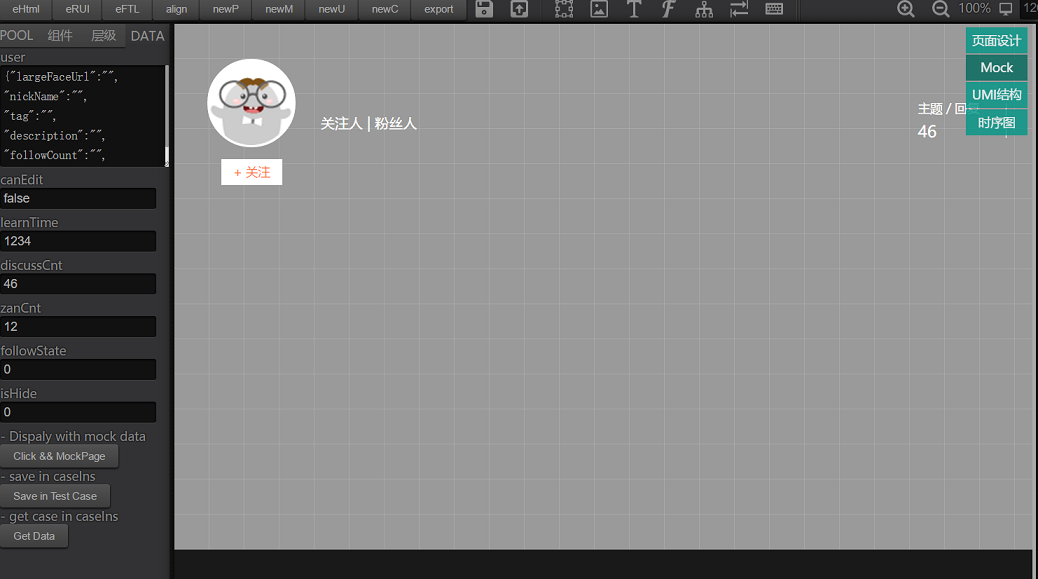 eHtml eRUI eFTL align newP newM newU newC export 100%
POOL 组件 层级 DATA
user
{"largeFaceUrl":"",
"nickName":"",
"tag":"",
"description":"",
"followCount":"",
canEdit
false
learnTime
1234
discussCnt
46
zanCnt
12
followState
0
isHide
0
- Dispaly with mock data
Click && MockPage
- save in caseIns
Save in Test Case
- get case in caseIns
Get Data
+ 关注
关注人 | 粉丝人
主题 / 回
46
页面设计
Mock
UMI结构
时序图